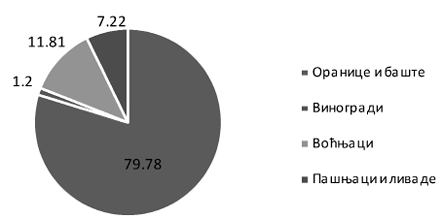 7.22
11.81
1.2
79.78
Оранице и баште
Виногради
Воћњаци
Пашњаци и ливаде